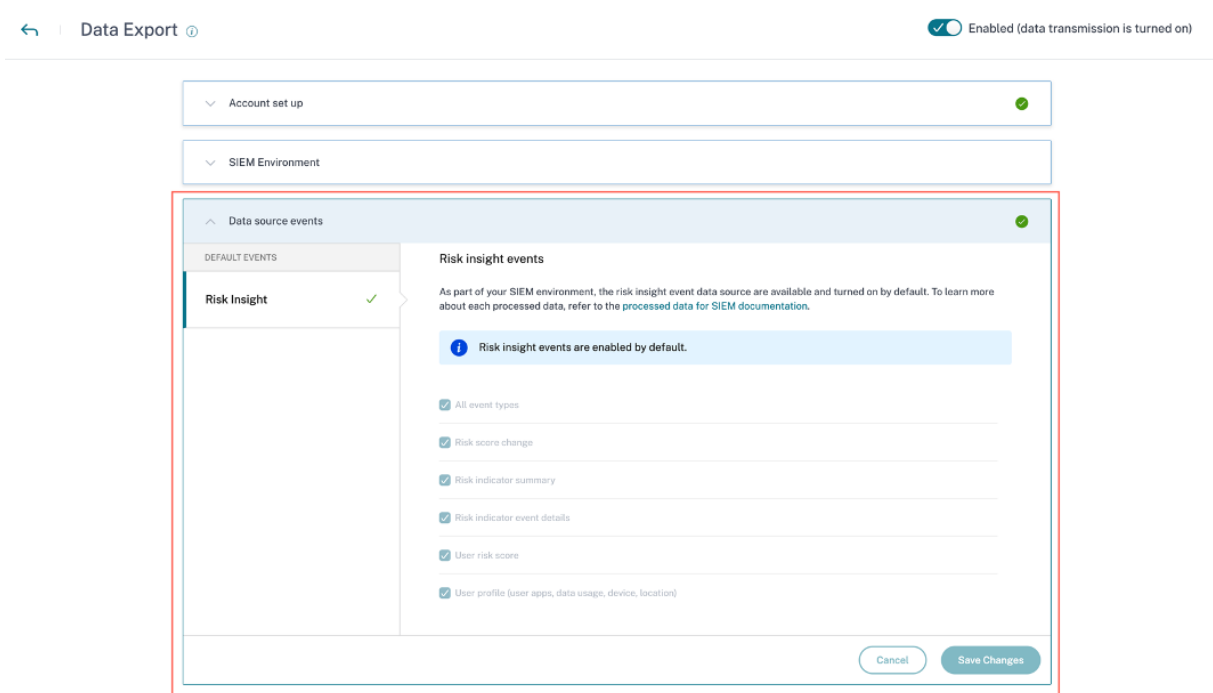 Data Export
Enabled (data transmission is turned on)
Account set up
SIEM Environment
Data source events
DEFAULT EVENTS
Risk Insight
Risk insight events
As part of your SIEM environment, the risk insight event data source are available and turned on by default. To learn more
about each processed data, refer to the processed data for SIEM documentation.
Risk insight events are enabled by default.
All event types
Risk score change
Risk indicator summary
Risk indicator event details
User risk score
User profile (user apps, data usage, device, location)
Cancel
Save Changes